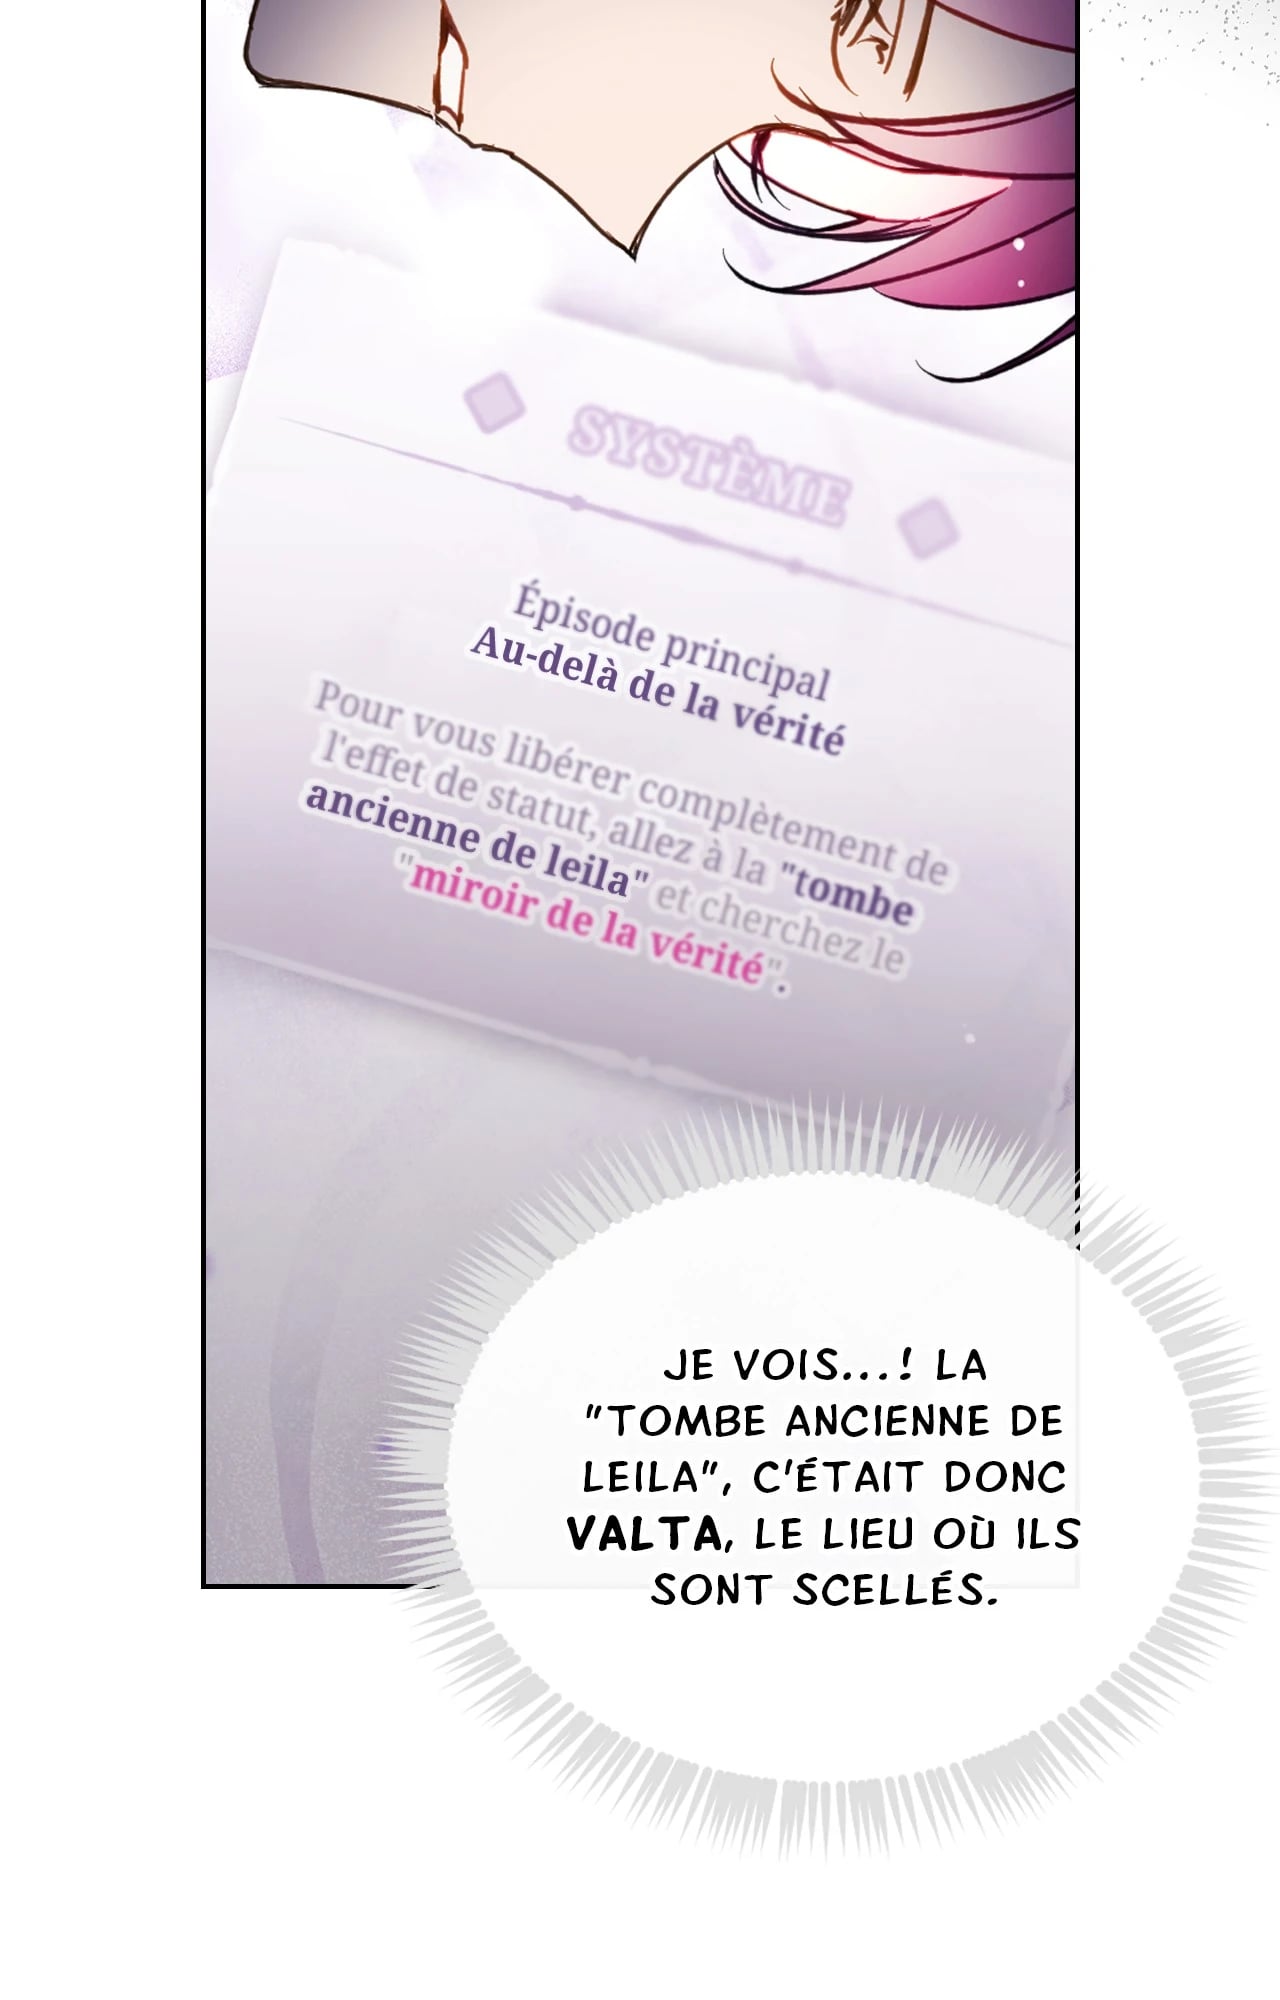 SYSTÈME
Épisode principal
Au-delà de la vérité
Pour vous libérer complètement de
l'effet de statut, allez à la "tombe
ancienne de leila" et cherchez le
"miroir de la vérité".
JE VOIS...! LA
"TOMBE ANCIENNE DE
LEILA", C'ÉTAIT DONC
VALTA, LE LIEU OÙ ILS
SONT SCELLÉS.